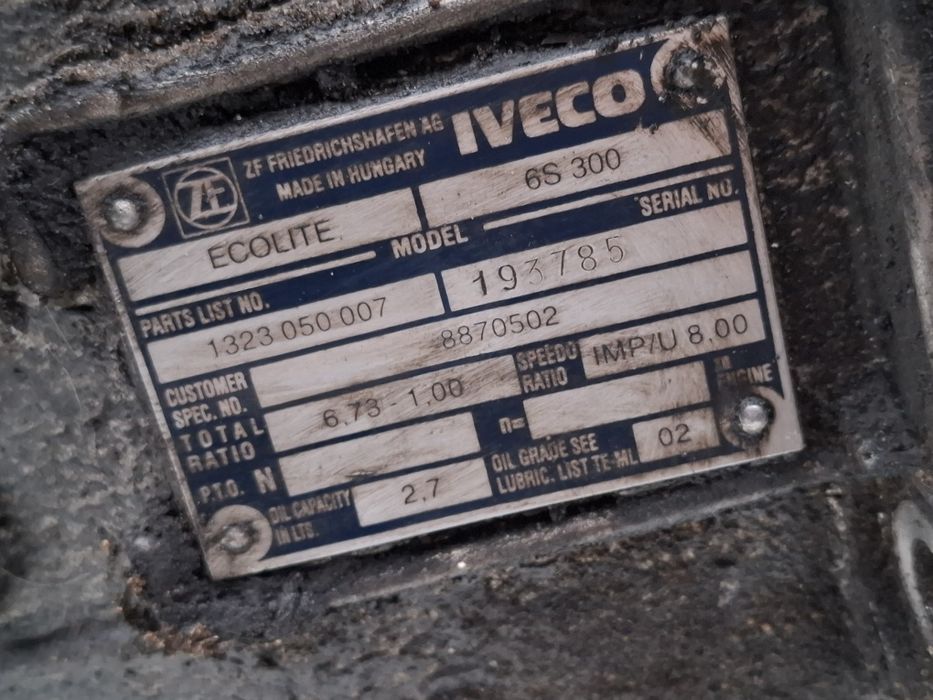 ZF FRIEDRICHSHAFEN AG IVECO
ZF MADE IN HUNGARY
ECOLITE 6S 300
MODEL
PARTS LIST NO. SERIAL NO.
1323 050 007 193785
CUSTOMER SPEC. NO. 8870502
TOTAL RATIO 6,73 - 1,00 SPEEDO RATIO IMP/U 8,00
P.T.O. N n= ENGINE
OIL CAPACITY IN LTS. 2,7 OIL GRADE SEE LUBRIC. LIST TE-ML 02